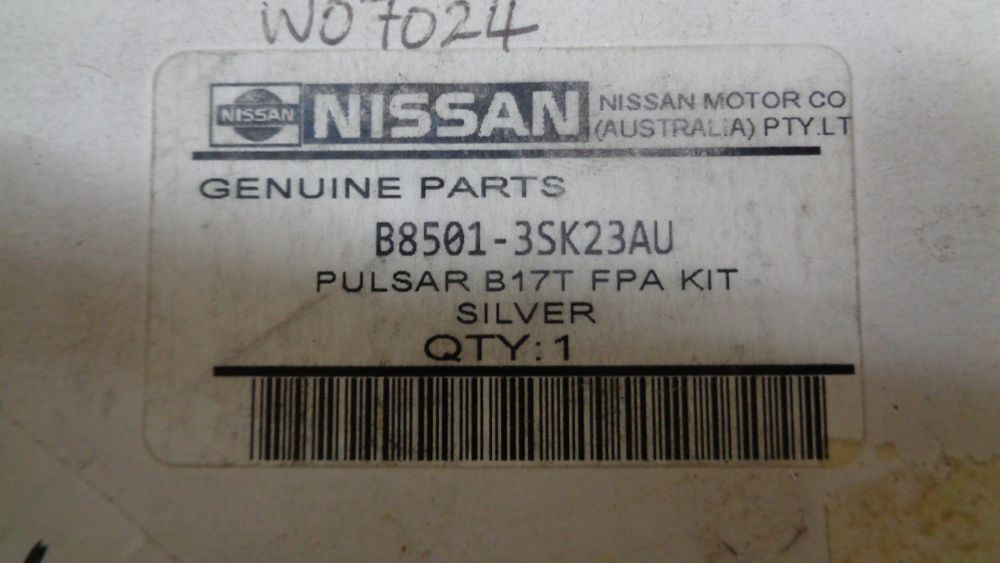 WO7024
NISSAN NISSAN NISSAN MOTOR CO
(AUSTRALIA) PTY.LT
GENUINE PARTS
B8501-3SK23AU
PULSAR B17T FPA KIT
SILVER
QTY: 1